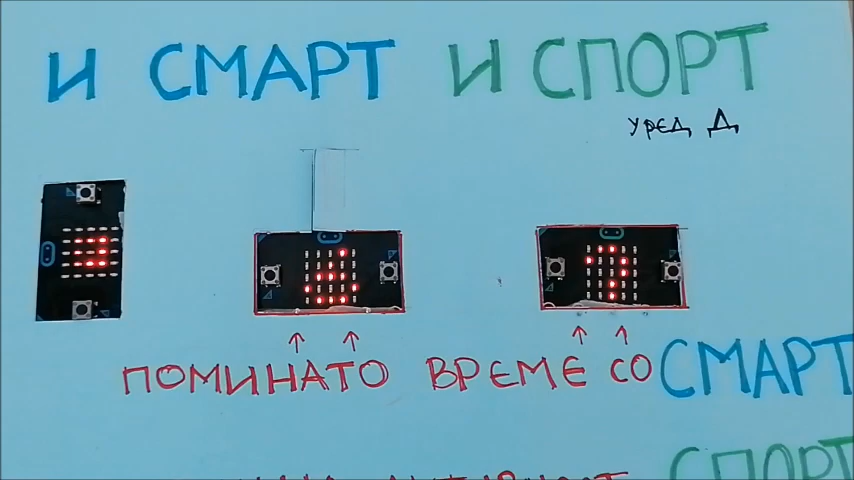 И СМАРТ И СПОРТ
УРЕД Д
ПОМИНАТО ВРЕМЕ СО СМАРТ
СПОРТ